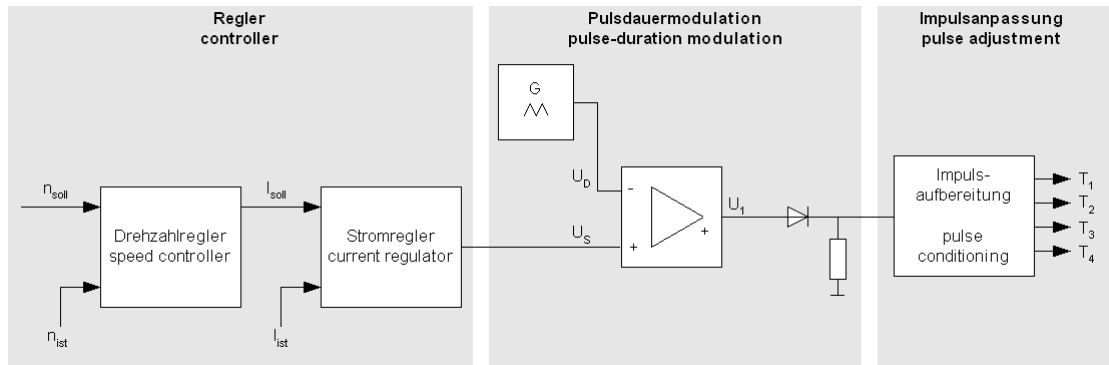 Regler
controller
Pulsdauermodulation
pulse-duration modulation
Impulsanpassung
pulse adjustment
G
n_soll
I_soll
Drehzahlregler
speed controller
Stromregler
current regulator
n_ist
I_ist
U_D
-
U_S
+
+
U_1
Impuls-
aufbereitung
pulse
conditioning
T_1
T_2
T_3
T_4